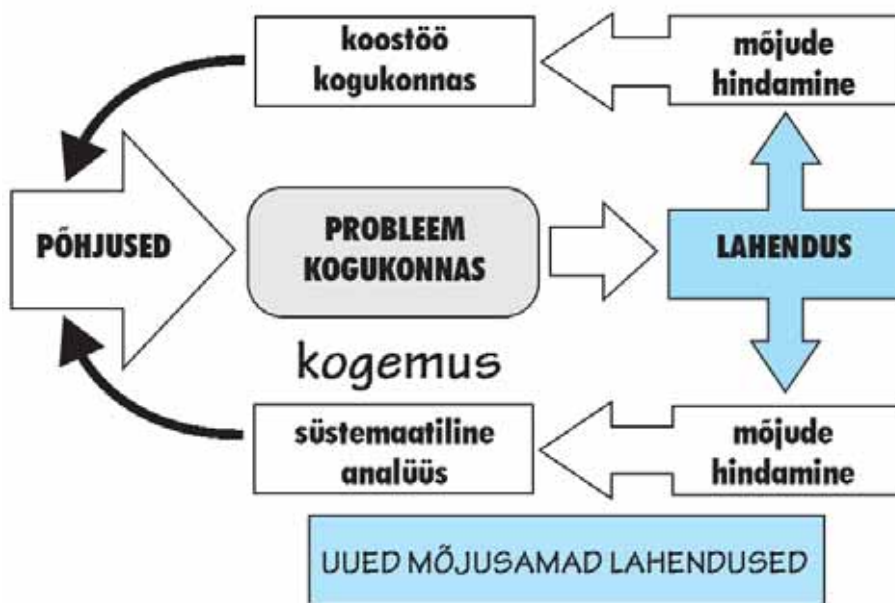 koostöö
kogukonnas
mõjude
hindamine
PÕHJUSED
PROBLEEM
KOGUKONNAS
LAHENDUS
kogemus
süstemaatiline
analüüs
mõjude
hindamine
UUED MÕJUSAMAD LAHENDUSED